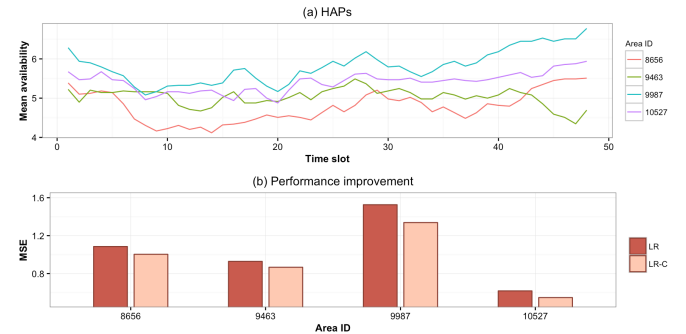 (a) HAPs
Mean availability
6
5
4
0
10
20
30
40
50
Time slot
Area ID
8656
9463
9987
10527
(b) Performance improvement
MSE
1.6
1.2
0.8
8656
9463
9987
10527
Area ID
LR
LR-C